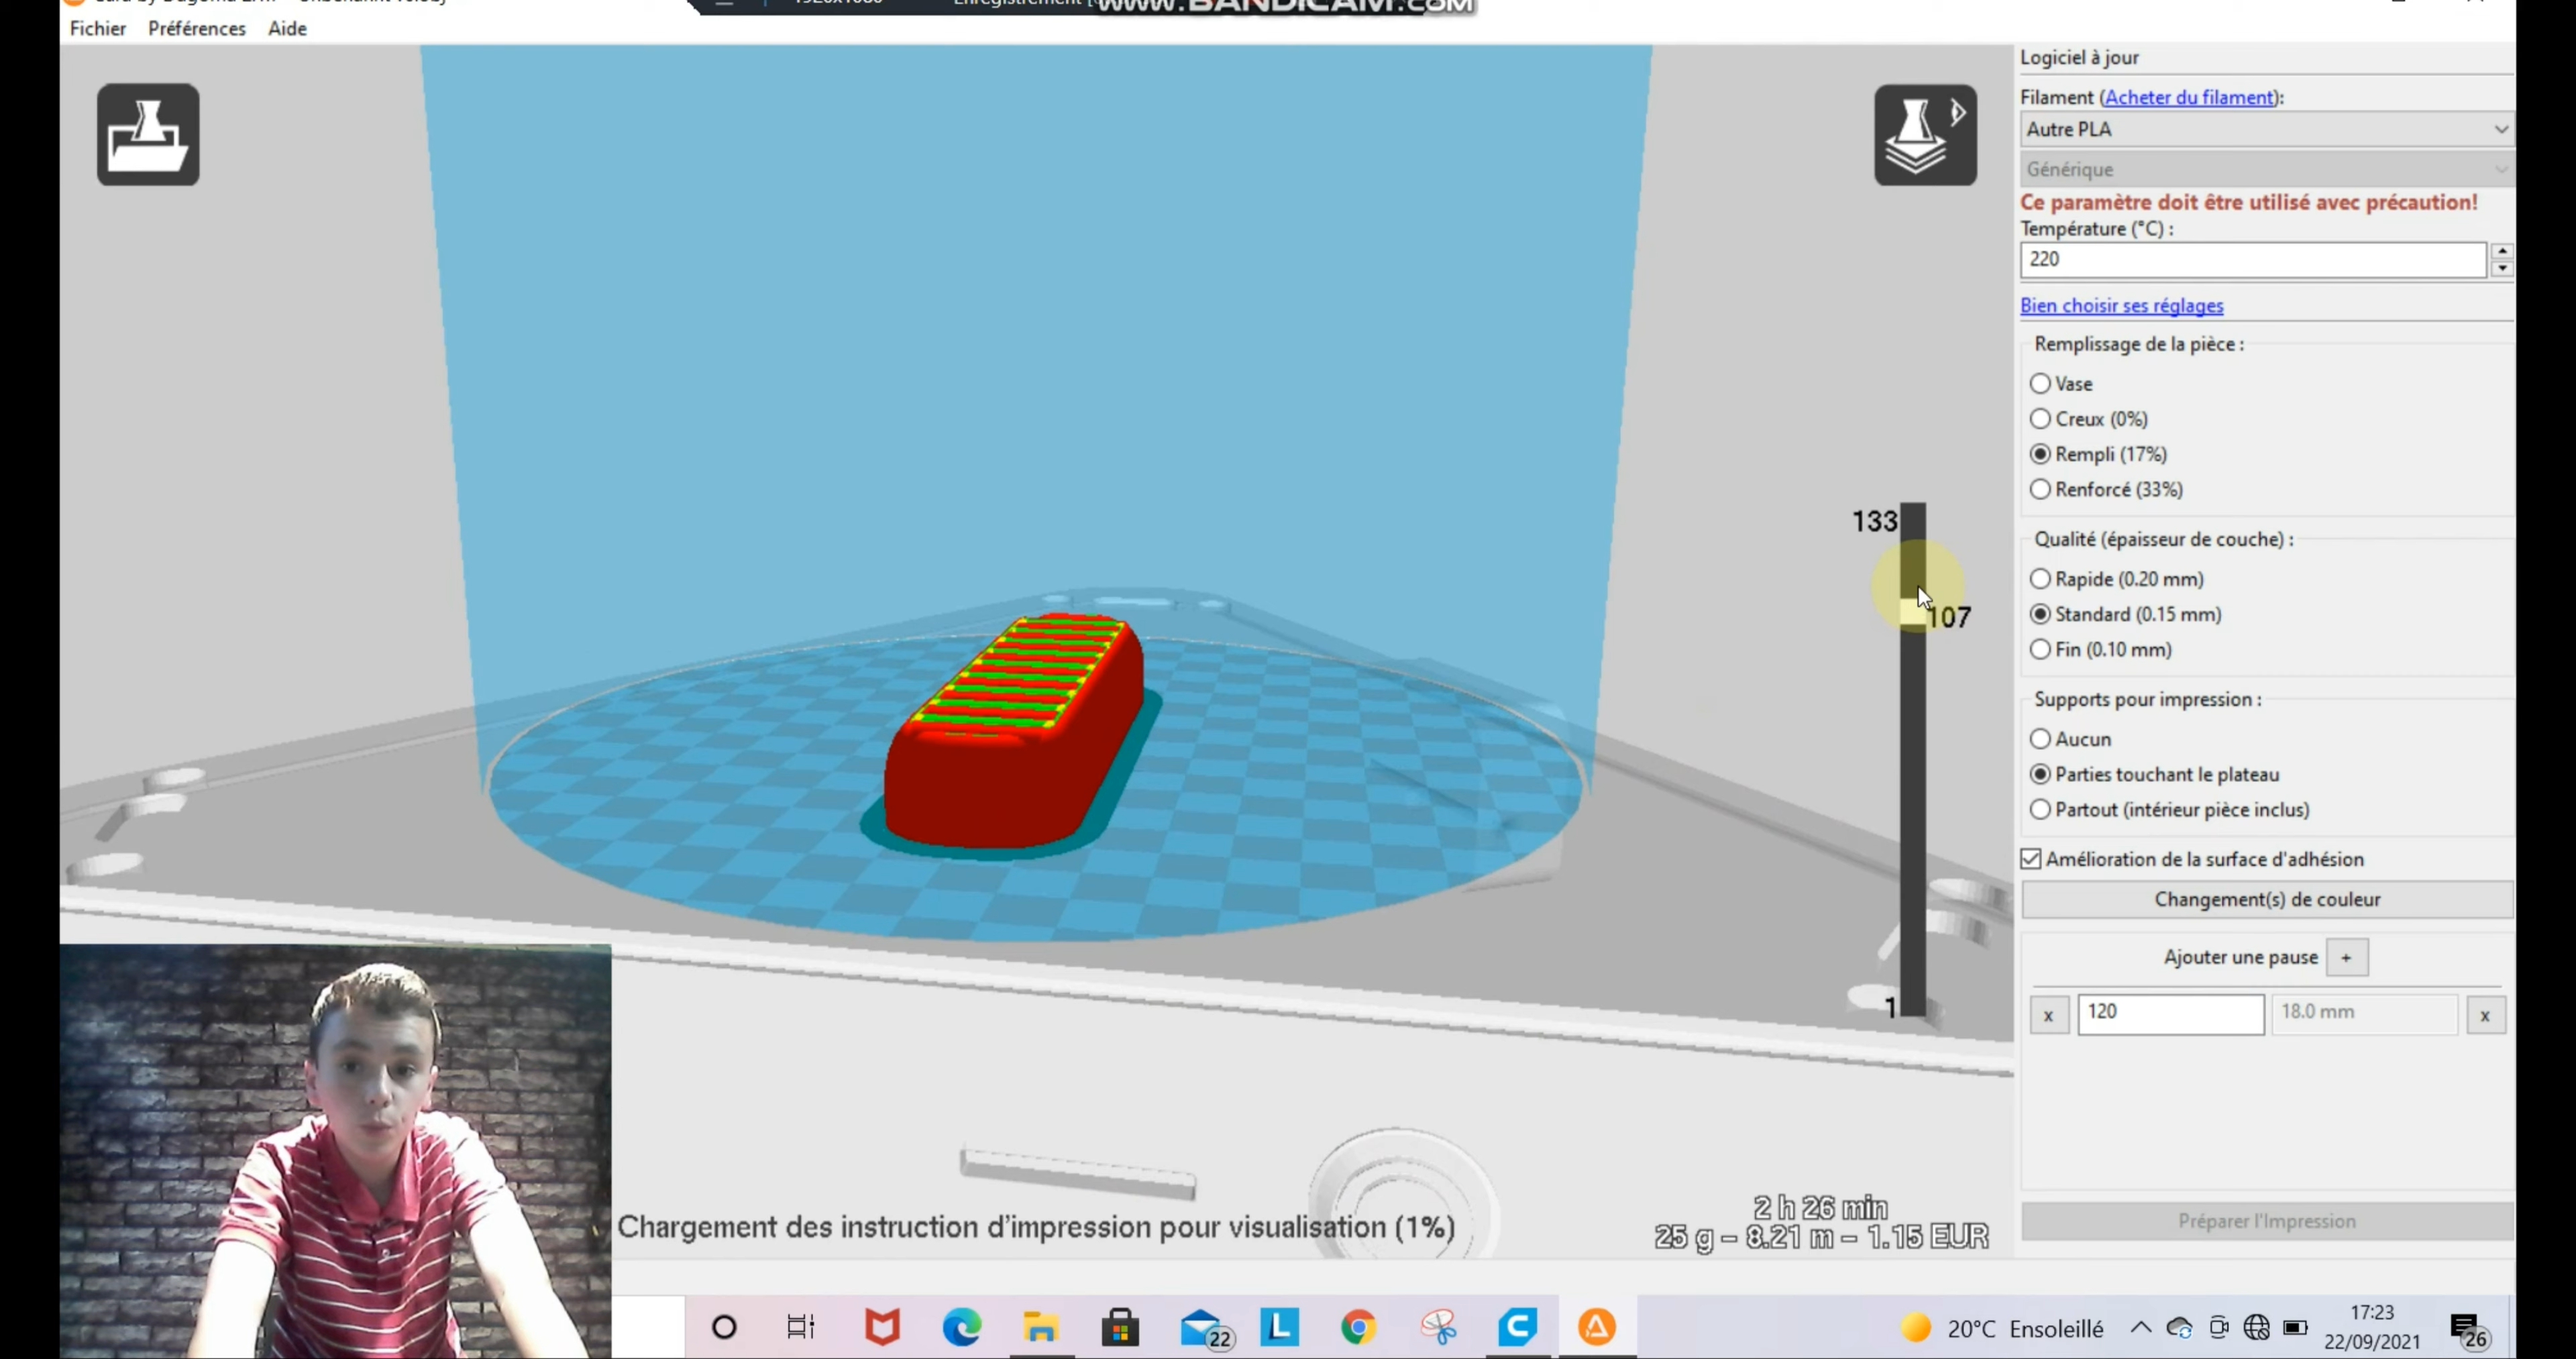 www.BANDICAM.com
Fichier Préférences Aide
Logiciel à jour
Filament (Acheter du filament):
Autre PLA
Générique
Ce paramètre doit être utilisé avec précaution!
Température (°C) :
220
Bien choisir ses réglages
Remplissage de la pièce :
Vase
Creux (0%)
Rempli (17%)
Renforcé (33%)
133
107
1
Qualité (épaisseur de couche) :
Rapide (0.20 mm)
Standard (0.15 mm)
Fin (0.10 mm)
Supports pour impression :
Aucun
Parties touchant le plateau
Partout (intérieur pièce inclus)
Amélioration de la surface d'adhésion
Changement(s) de couleur
Ajouter une pause +
x 120 18.0 mm x
2 h 26 min
25 g – 8.21 m – 1.15 EUR
Chargement des instruction d'impression pour visualisation (1%)
Préparer l'Impression
22
L
20°C Ensoleillé
17:23
22/09/2021
26